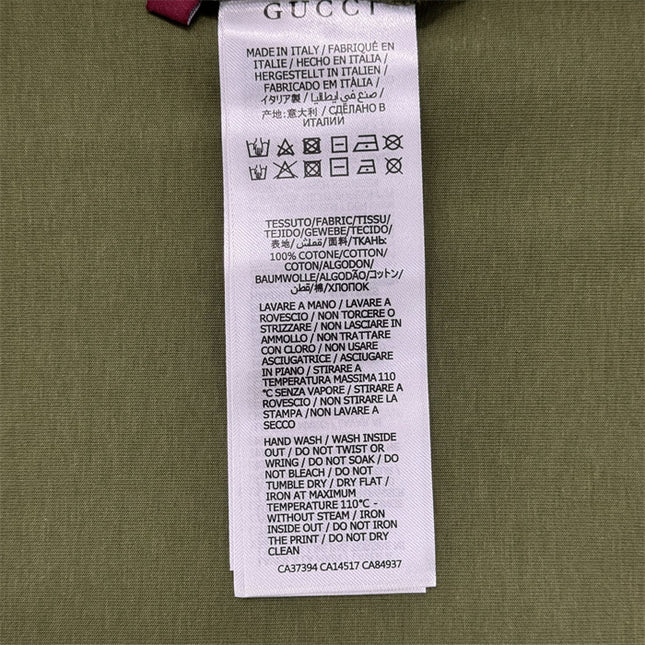 GUCCI
MADE IN ITALY / FABRIQUÉ EN
ITALIE / HECHO EN ITALIA /
HERGESTELLT IN ITALIEN /
FABRICADO EM ITÁLIA /
イタリア製 / صنع في ايطاليا /
产地:意大利 / СДЕЛАНО В
ИТАЛИИ
TESSUTO/FABRIC/TISSU/
TEJIDO/GEWEBE/TECIDO/
表地/قماش/面料/ТКАНЬ:
100% COTONE/COTTON/
COTON/ALGODON/
BAUMWOLLE/ALGODÃO/コットン/
قطن/棉/ХЛОПОК
LAVARE A MANO / LAVARE A
ROVESCIO / NON TORCERE O
STRIZZARE / NON LASCIARE IN
AMMOLLO / NON TRATTARE
CON CLORO / NON USARE
ASCIUGATRICE / ASCIUGARE
IN PIANO / STIRARE A
TEMPERATURA MASSIMA 110
°C SENZA VAPORE / STIRARE A
ROVESCIO / NON STIRARE LA
STAMPA /NON LAVARE A
SECCO
HAND WASH / WASH INSIDE
OUT / DO NOT TWIST OR
WRING / DO NOT SOAK / DO
NOT BLEACH / DO NOT
TUMBLE DRY / DRY FLAT /
IRON AT MAXIMUM
TEMPERATURE 110°C -
WITHOUT STEAM / IRON
INSIDE OUT / DO NOT IRON
THE PRINT / DO NOT DRY
CLEAN
CA37394 CA14517 CA84937